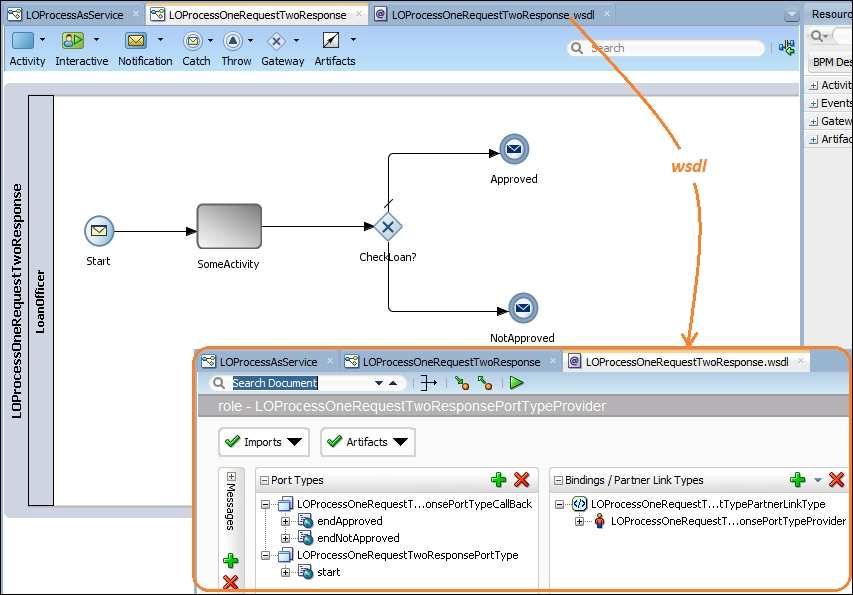 LOProcessAsService
LOProcessOneRequestTwoResponse
LOProcessOneRequestTwoResponse.wsdl
Resourc
Activity
Interactive
Notification
Catch
Throw
Gateway
Artifacts
Search
BPM Des
Activit
Events
Gatew
Artifac
wsdl
LOProcessOneRequestTwoResponse
LoanOfficer
Start
SomeActivity
CheckLoan?
Approved
NotApproved
LOProcessAsService
LOProcessOneRequestTwoResponse
LOProcessOneRequestTwoResponse.wsdl
Search Document
role - LOProcessOneRequestTwoResponsePortTypeProvider
Imports
Artifacts
Messages
Port Types
LOProcessOneRequestT...onsePortTypeCallBack
endApproved
endNotApproved
LOProcessOneRequestTwoResponsePortType
start
Bindings / Partner Link Types
LOProcessOneRequestT...tTypePartnerLinkType
LOProcessOneRequestT...onsePortTypeProvider